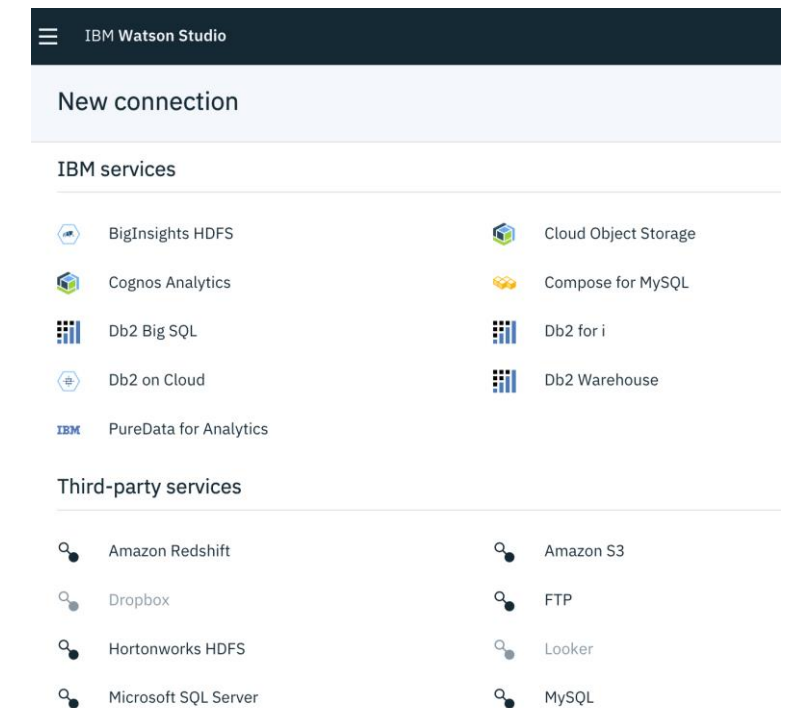 IBM Watson Studio
New connection
IBM services
BigInsights HDFS
Cloud Object Storage
Cognos Analytics
Compose for MySQL
Db2 Big SQL
Db2 for i
Db2 on Cloud
Db2 Warehouse
IBM PureData for Analytics
Third-party services
Amazon Redshift
Amazon S3
Dropbox
FTP
Hortonworks HDFS
Looker
Microsoft SQL Server
MySQL